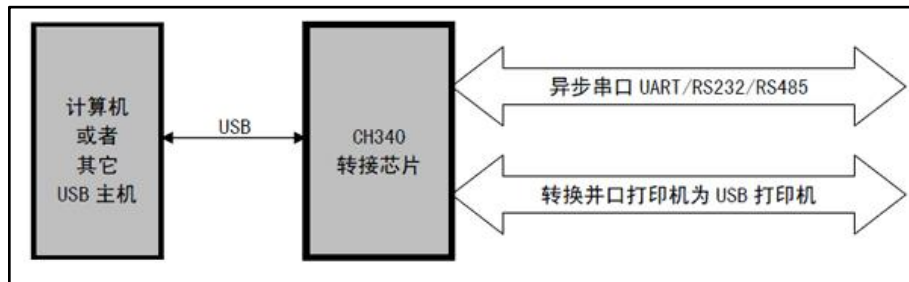 计算机
或者
其它
USB 主机
USB
CH340
转接芯片
异步串口 UART/RS232/RS485
转换并口打印机为 USB 打印机